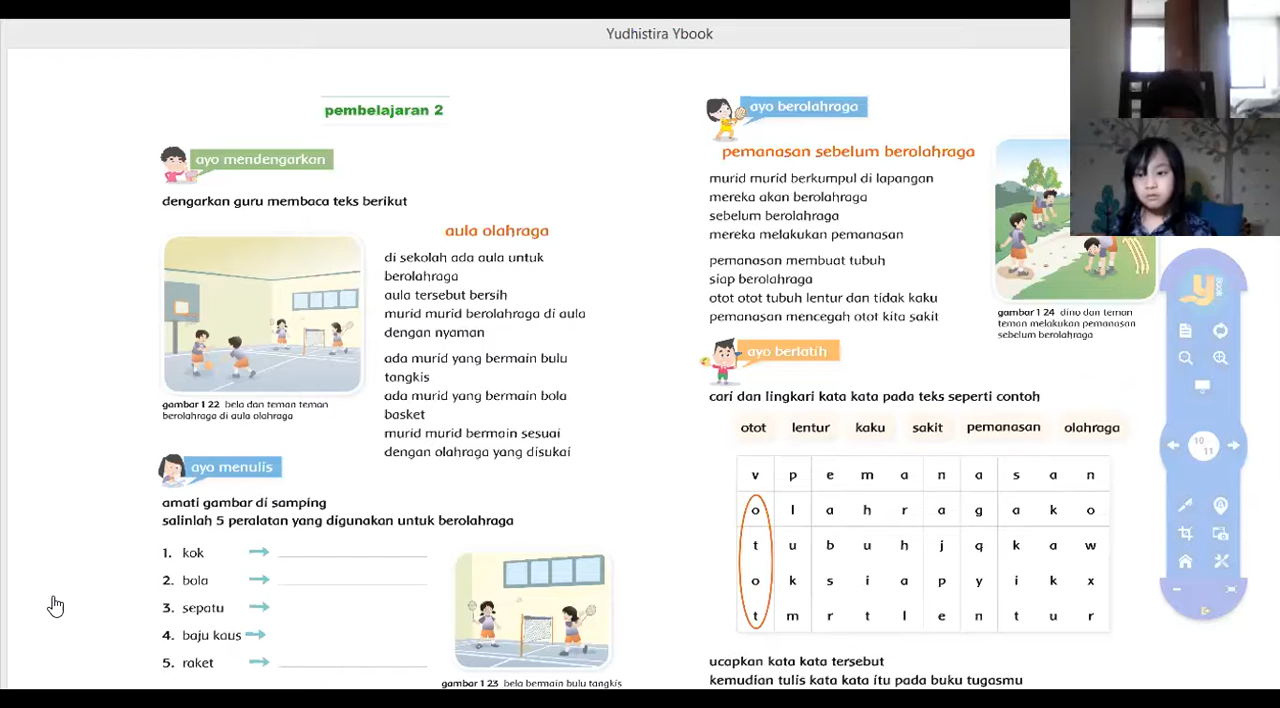 Yudhistira Ybook
pembelajaran 2
ayo mendengarkan
dengarkan guru membaca teks berikut
aula olahraga
di sekolah ada aula untuk
berolahraga
aula tersebut bersih
murid murid berolahraga di aula
dengan nyaman
ada murid yang bermain bulu
tangkis
ada murid yang bermain bola
basket
murid murid bermain sesuai
dengan olahraga yang disukai
gambar 1 22 bela dan teman teman
berolahraga di aula olahraga
ayo menulis
amati gambar di samping
salinlah 5 peralatan yang digunakan untuk berolahraga
1. kok
2. bola
3. sepatu
4. baju kaus
5. raket
gambar 1 23 bela bermain bulu tangkis
ayo berolahraga
pemanasan sebelum berolahraga
murid murid berkumpul di lapangan
mereka akan berolahraga
sebelum berolahraga
mereka melakukan pemanasan
pemanasan membuat tubuh
siap berolahraga
otot otot tubuh lentur dan tidak kaku
pemanasan mencegah otot kita sakit
gambar 1 24 dino dan teman
teman melakukan pemanasan
sebelum berolahraga
ayo berlatih
cari dan lingkari kata kata pada teks seperti contoh
otot lentur kaku sakit pemanasan olahraga
v p e m a n a s a n
o l a h r a g a k o
t u b u h j q k a w
o k s i a p y i k x
t m r t l e n t u r
ucapkan kata kata tersebut
kemudian tulis kata kata itu pada buku tugasmu
y book
10
11